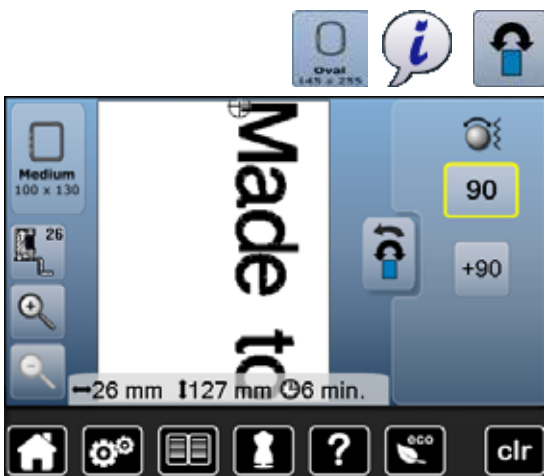 Oval
145 x 255
i
Medium
100 x 130
26
Made to
90
+90
26 mm 127 mm 6 min.
?
eco
clr